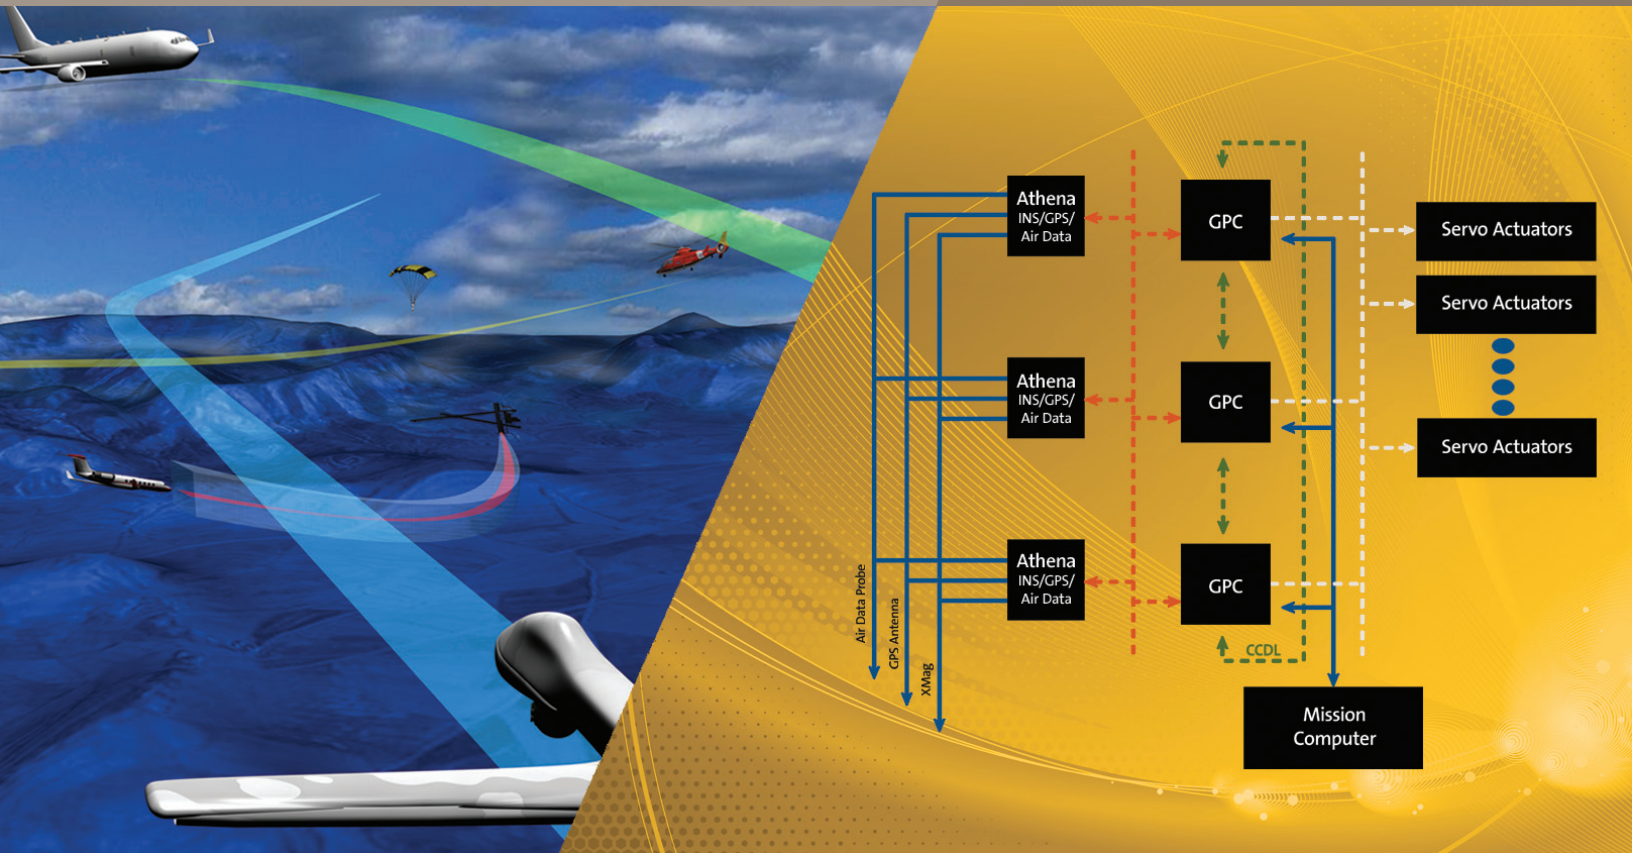 Athena
INS/GPS/
Air Data
GPC
Servo Actuators
Servo Actuators
Athena
INS/GPS/
Air Data
GPC
Servo Actuators
Athena
INS/GPS/
Air Data
GPC
Air Data Probe
GPS Antenna
XMag
CCDL
Mission
Computer